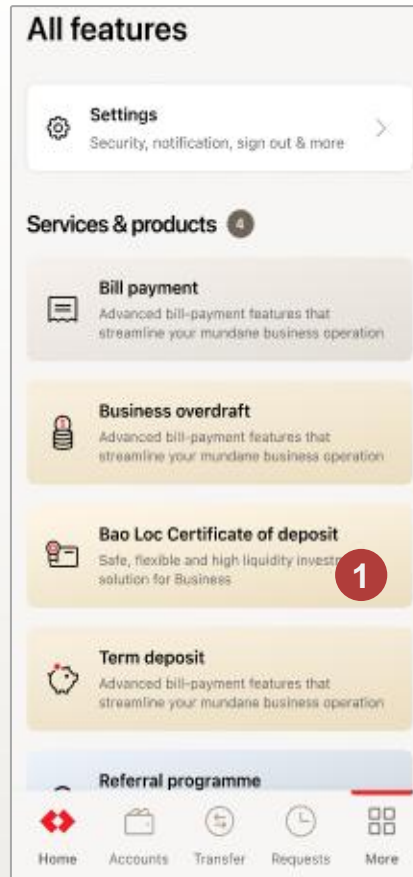 All features
Settings
Security, notification, sign out & more
Services & products 4
Bill payment
Advanced bill-payment features that
streamline your mundane business operation
Business overdraft
Advanced bill-payment features that
streamline your mundane business operation
Bao Loc Certificate of deposit
Safe, flexible and high liquidity
solution for Business
1
Term deposit
Advanced bill-payment features that
streamline your mundane business operation
Referral programme
Home Accounts Transfer Requests More